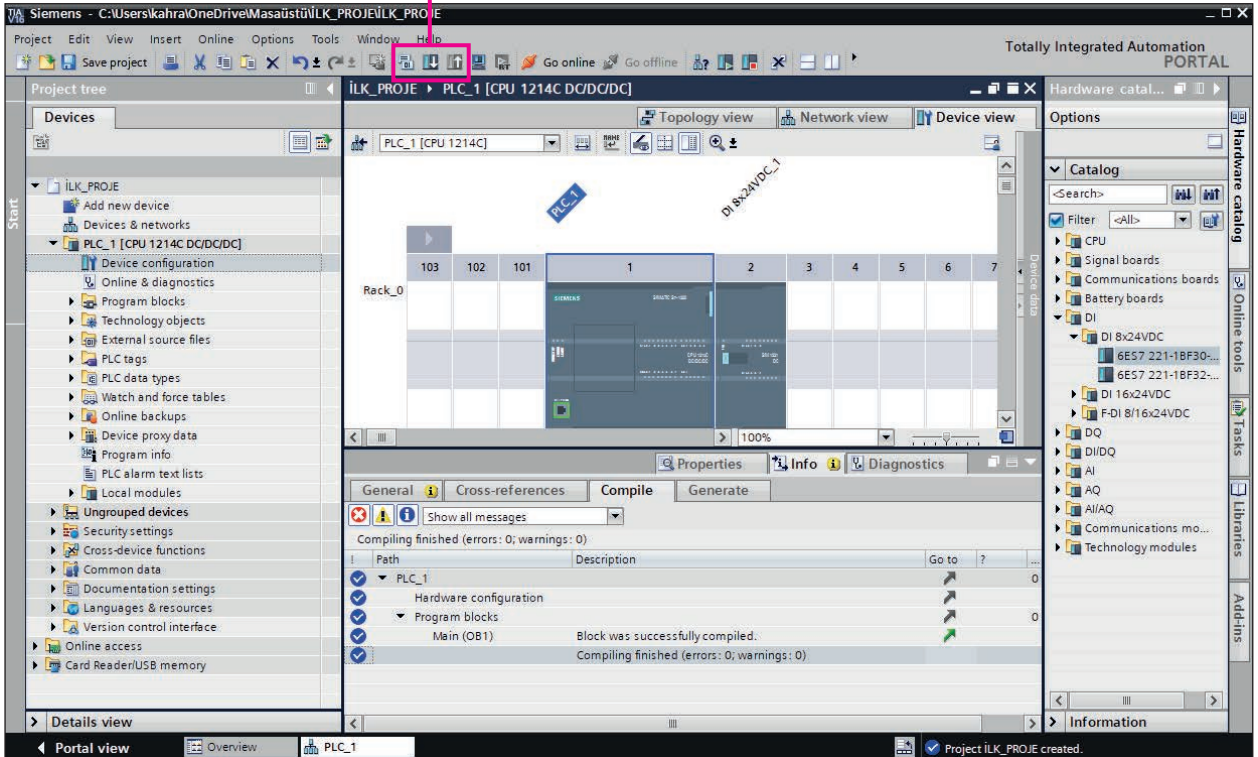 Siemens - C:\Users\kahra\OneDrive\Masaüstü\İLK_PROJE\İLK_PROJE
Project Edit View Insert Online Options Tools Window Help
Save project
Go online
Go offline
Totally Integrated Automation
PORTAL
Start
Project tree
Devices
İLK_PROJE
Add new device
Devices & networks
PLC_1 [CPU 1214C DC/DC/DC]
Device configuration
Online & diagnostics
Program blocks
Technology objects
External source files
PLC tags
PLC data types
Watch and force tables
Online backups
Device proxy data
Program info
PLC alarm text lists
Local modules
Ungrouped devices
Security settings
Cross-device functions
Common data
Documentation settings
Languages & resources
Version control interface
Online access
Card Reader/USB memory
Details view
İLK_PROJE PLC_1 [CPU 1214C DC/DC/DC]
Topology view
Network view
Device view
PLC_1 [CPU 1214C]
PLC_1
DI 8x24VDC_1
103 102 101 1 2 3 4 5 6 7
Rack_0
SIEMENS
Device data
100%
Properties
Info
Diagnostics
General
Cross-references
Compile
Generate
Show all messages
Compiling finished (errors: 0; warnings: 0)
! Path Description Go to ? ...
PLC_1 0
Hardware configuration
Program blocks 0
Main (OB1) Block was successfully compiled.
Compiling finished (errors: 0; warnings: 0)
Hardware catal...
Options
Catalog
<Search>
Filter <All>
CPU
Signal boards
Communications boards
Battery boards
DI
DI 8x24VDC
6ES7 221-1BF30-...
6ES7 221-1BF32-...
DI 16x24VDC
F-DI 8/16x24VDC
DQ
DI/DQ
AI
AQ
AI/AQ
Communications mo...
Technology modules
Information
Hardware catalog
Online tools
Tasks
Libraries
Add-ins
Portal view
Overview
PLC_1
Project İLK_PROJE created.